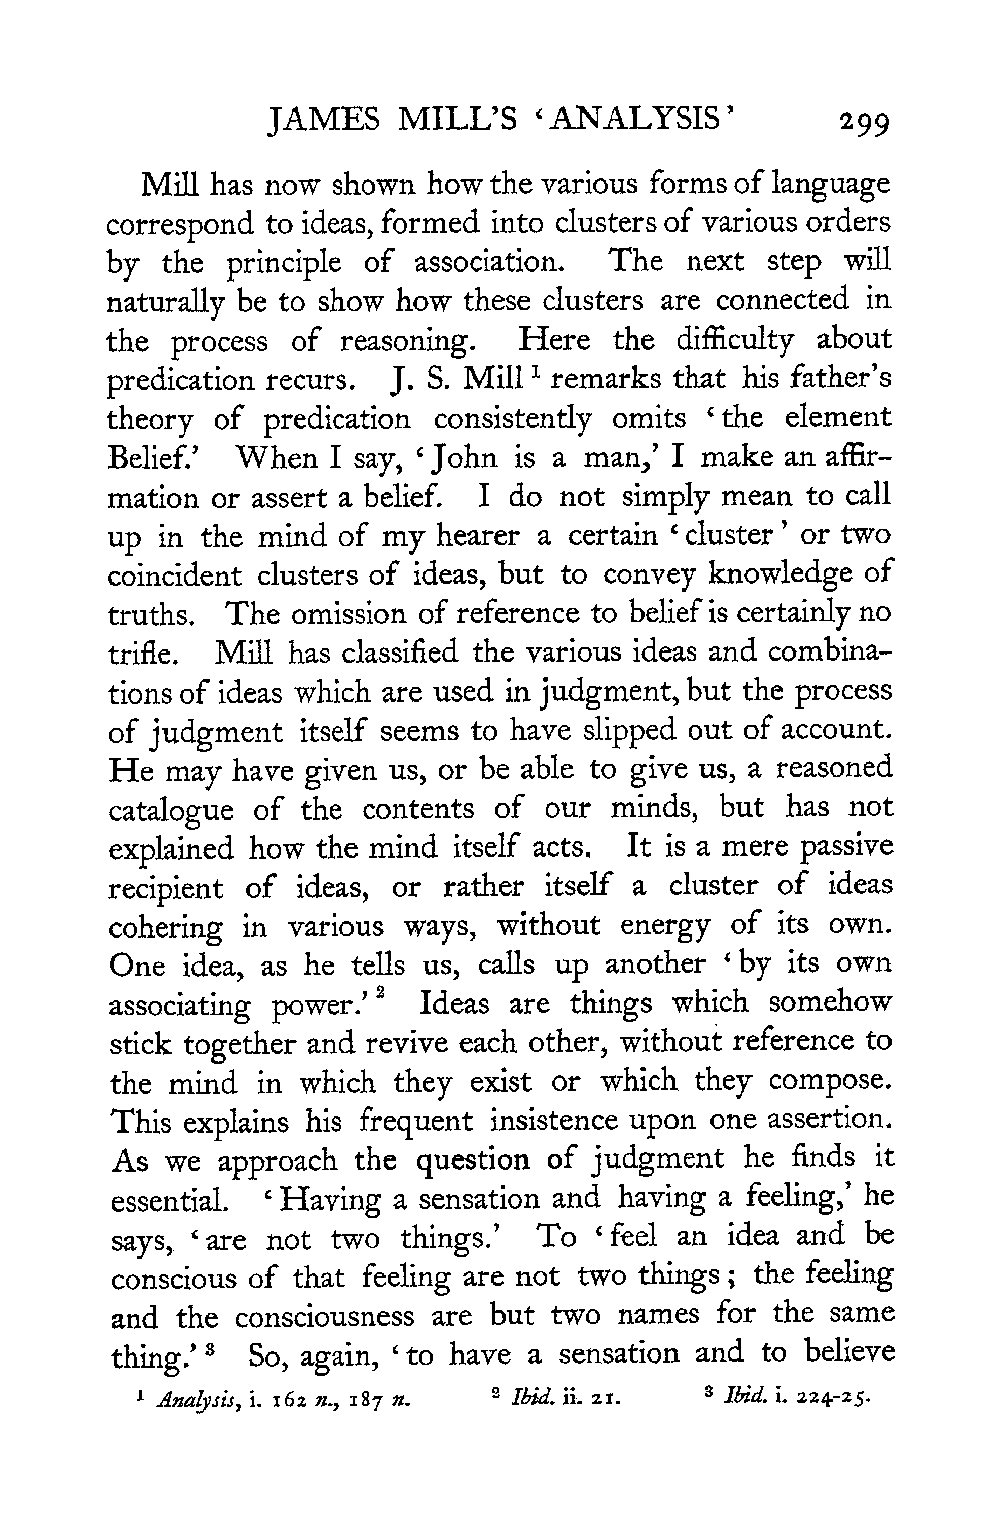 JAMES MILL'S ‘ANALYSIS’ 299
Mill has now shown how the various forms of language
correspond to ideas, formed into clusters of various orders
by the principle of association. The next step will
naturally be to show how these clusters are connected in
the process of reasoning. Here the difficulty about
predication recurs. J. S. Mill ¹ remarks that his father's
theory of predication consistently omits ‘the element
Belief.’ When I say, ‘John is a man,’ I make an affir-
mation or assert a belief. I do not simply mean to call
up in the mind of my hearer a certain ‘cluster’ or two
coincident clusters of ideas, but to convey knowledge of
truths. The omission of reference to belief is certainly no
trifle. Mill has classified the various ideas and combina-
tions of ideas which are used in judgment, but the process
of judgment itself seems to have slipped out of account.
He may have given us, or be able to give us, a reasoned
catalogue of the contents of our minds, but has not
explained how the mind itself acts. It is a mere passive
recipient of ideas, or rather itself a cluster of ideas
cohering in various ways, without energy of its own.
One idea, as he tells us, calls up another ‘by its own
associating power.’ ² Ideas are things which somehow
stick together and revive each other, without reference to
the mind in which they exist or which they compose.
This explains his frequent insistence upon one assertion.
As we approach the question of judgment he finds it
essential. ‘Having a sensation and having a feeling,’ he
says, ‘are not two things.’ To ‘feel an idea and be
conscious of that feeling are not two things; the feeling
and the consciousness are but two names for the same
thing.’ ³ So, again, ‘to have a sensation and to believe
¹ Analysis, i. 162 n., 187 n. ² Ibid. ii. 21. ³ Ibid. i. 224-25.